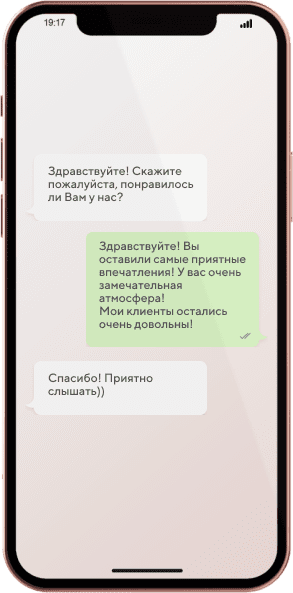 19:17
Здравствуйте! Скажите
пожалуйста, понравилось
ли Вам у нас?
Здравствуйте! Вы
оставили самые приятные
впечатления! У вас очень
замечательная
атмосфера!
Мои клиенты остались
очень довольны!
Спасибо! Приятно
слышать))